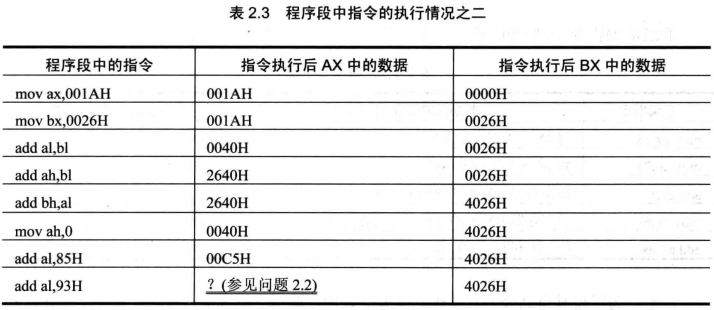 表 2.3 程序段中指令的执行情况之二
程序段中的指令 指令执行后 AX 中的数据 指令执行后 BX 中的数据
mov ax,001AH 001AH 0000H
mov bx,0026H 001AH 0026H
add al,bl 0040H 0026H
add ah,bl 2640H 0026H
add bh,al 2640H 4026H
mov ah,0 0040H 4026H
add al,85H 00C5H 4026H
add al,93H ？(参见问题 2.2) 4026H